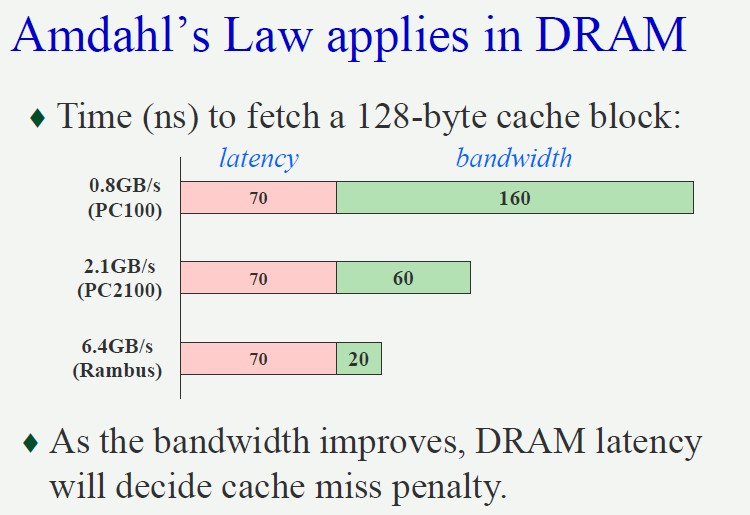 Amdahl's Law applies in DRAM
♦ Time (ns) to fetch a 128-byte cache block:
latency bandwidth
0.8GB/s
(PC100)
70 160
2.1GB/s
(PC2100)
70 60
6.4GB/s
(Rambus)
70 20
♦ As the bandwidth improves, DRAM latency
will decide cache miss penalty.